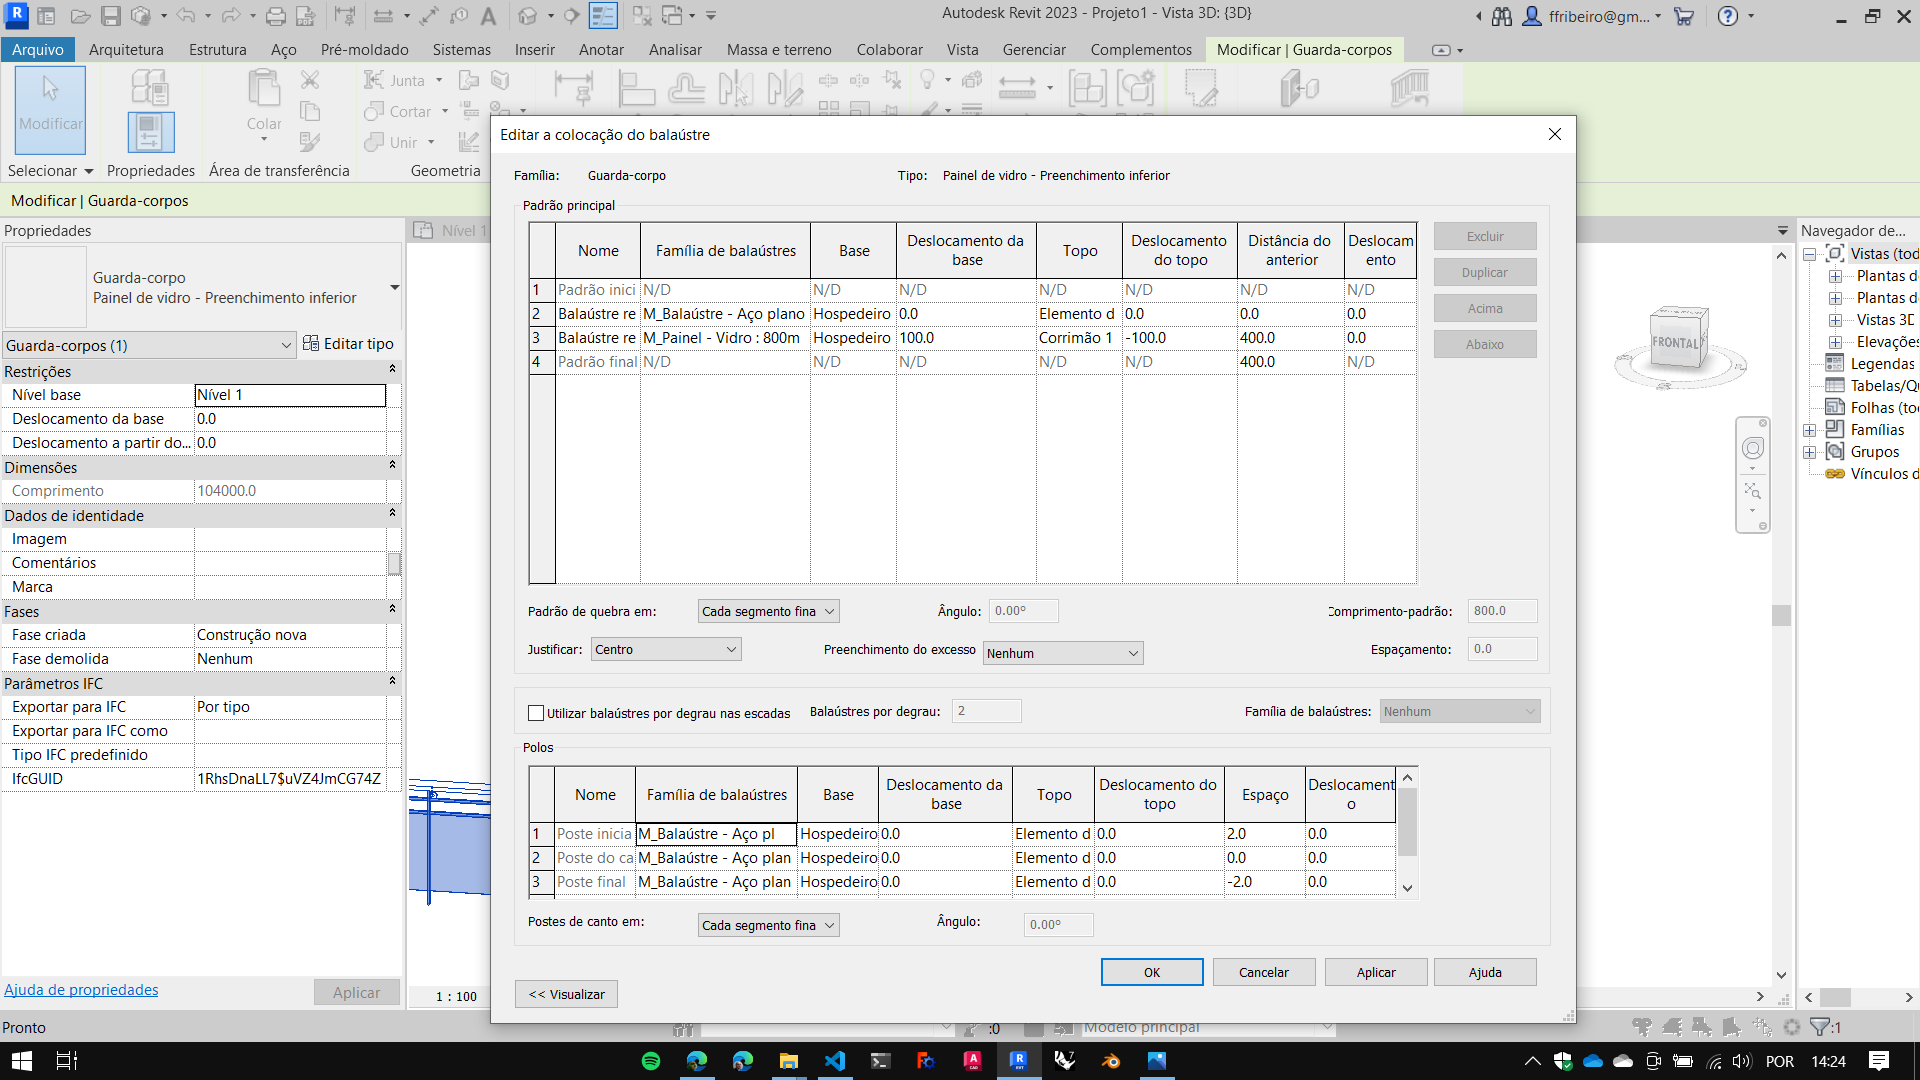 Autodesk Revit 2023 - Projeto1 - Vista 3D: {3D}
ffribeiro@gm...
Arquivo Arquitetura Estrutura Aço Pré-moldado Sistemas Inserir Anotar Analisar Massa e terreno Colaborar Vista Gerenciar Complementos Modificar | Guarda-corpos
Modificar
Colar
Junta
Cortar
Unir
Selecionar Propriedades Área de transferência Geometria
Modificar | Guarda-corpos
Propriedades
Guarda-corpo
Painel de vidro - Preenchimento inferior
Guarda-corpos (1) Editar tipo
Restrições
Nível base Nível 1
Deslocamento da base 0.0
Deslocamento a partir do... 0.0
Dimensões
Comprimento 104000.0
Dados de identidade
Imagem
Comentários
Marca
Fases
Fase criada Construção nova
Fase demolida Nenhum
Parâmetros IFC
Exportar para IFC Por tipo
Exportar para IFC como
Tipo IFC predefinido
IfcGUID 1RhsDnaLL7$uVZ4JmCG74Z
Ajuda de propriedades Aplicar
Nível 1
1 : 100
Editar a colocação do balaústre
Família: Guarda-corpo Tipo: Painel de vidro - Preenchimento inferior
Padrão principal
Nome Família de balaústres Base Deslocamento da base Topo Deslocamento do topo Distância do anterior Deslocam ento
1 Padrão inici N/D N/D N/D N/D N/D N/D N/D
2 Balaústre re M_Balaústre - Aço plano Hospedeiro 0.0 Elemento d 0.0 0.0 0.0
3 Balaústre re M_Painel - Vidro : 800m Hospedeiro 100.0 Corrimão 1 -100.0 400.0 0.0
4 Padrão final N/D N/D N/D N/D N/D 400.0 N/D
Excluir
Duplicar
Acima
Abaixo
Padrão de quebra em: Cada segmento fina Ângulo: 0.00° Comprimento-padrão: 800.0
Justificar: Centro Preenchimento do excesso Nenhum Espaçamento: 0.0
Utilizar balaústres por degrau nas escadas Balaústres por degrau: 2 Família de balaústres: Nenhum
Polos
Nome Família de balaústres Base Deslocamento da base Topo Deslocamento do topo Espaço Deslocament o
1 Poste inicia M_Balaústre - Aço pl Hospedeiro 0.0 Elemento d 0.0 2.0 0.0
2 Poste do ca M_Balaústre - Aço plan Hospedeiro 0.0 Elemento d 0.0 0.0 0.0
3 Poste final M_Balaústre - Aço plan Hospedeiro 0.0 Elemento d 0.0 -2.0 0.0
Postes de canto em: Cada segmento fina Ângulo: 0.00°
OK Cancelar Aplicar Ajuda
<< Visualizar
FRONTAL
Navegador de...
Vistas (tod
Plantas d
Plantas d
Vistas 3D
Elevações
Legendas
Tabelas/Qu
Folhas (too
Famílias
Grupos
Vínculos d
Pronto :0 Modelo principal :1
POR 14:24